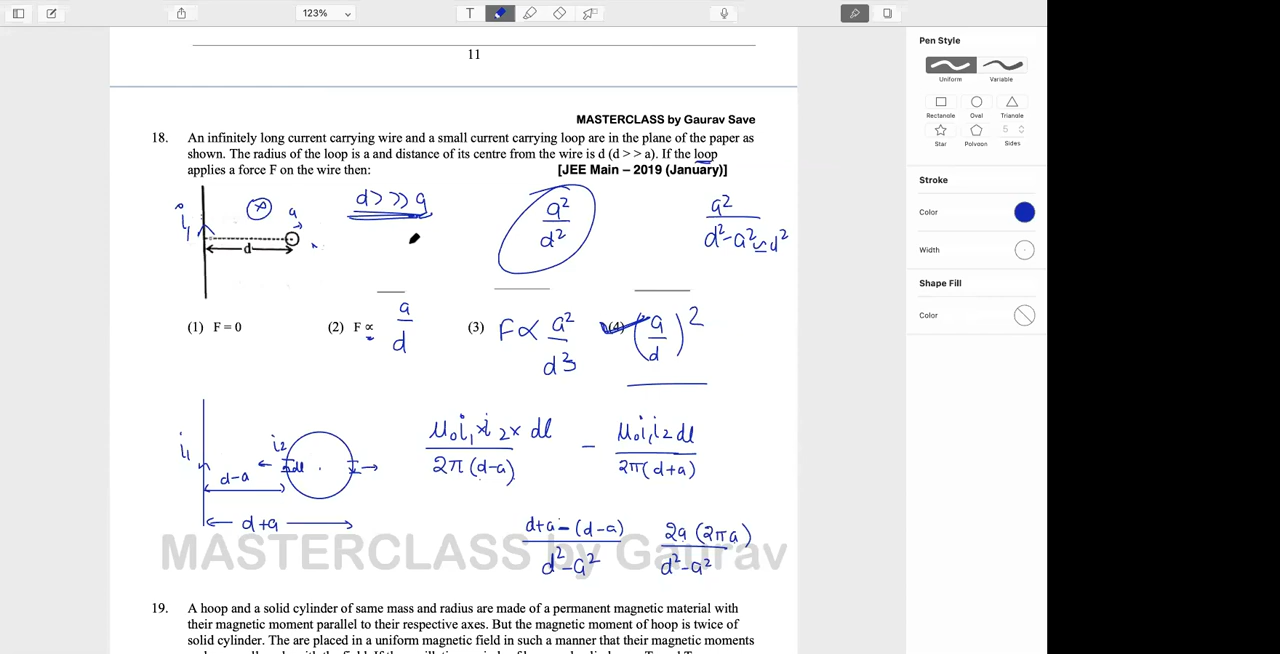 123%
T
Pen Style
Uniform
Variable
Rectangle
Oval
Triangle
Star
Polygon
5
Sides
Stroke
Color
Width
Shape Fill
Color
11
MASTERCLASS by Gaurav Save
18. An infinitely long current carrying wire and a small current carrying loop are in the plane of the paper as
shown. The radius of the loop is a and distance of its centre from the wire is d (d > > a). If the loop
applies a force F on the wire then: [JEE Main – 2019 (January)]
i₁
a
d
d>>>a
a²/d²
a²/(d²-a²) ≃ d²
(1) F = 0
(2) F ∝ a/d
(3) F∝ a²/d³
(4) (a/d)²
i₁
i₂
dl
d-a
d+a
μ₀i₁×i₂×dl/2π(d-a) - μ₀i₁i₂dl/2π(d+a)
d+a-(d-a)/d²-a²
2a(2πa)/d²-a²
MASTERCLASS by Gaurav
19. A hoop and a solid cylinder of same mass and radius are made of a permanent magnetic material with
their magnetic moment parallel to their respective axes. But the magnetic moment of hoop is twice of
solid cylinder. The are placed in a uniform magnetic field in such a manner that their magnetic moments